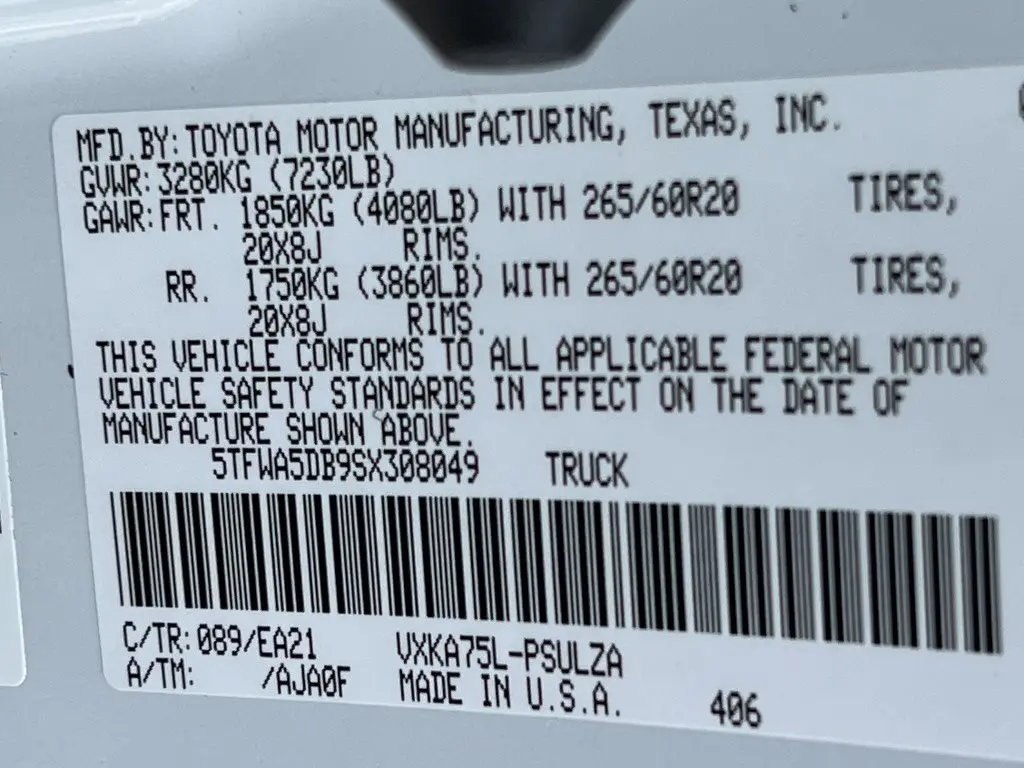 MFD.BY:TOYOTA MOTOR MANUFACTURING, TEXAS, INC.
GVWR:3280KG (7230LB)
GAWR:FRT. 1850KG (4080LB) WITH 265/60R20 TIRES,
20X8J RIMS.
RR. 1750KG (3860LB) WITH 265/60R20 TIRES,
20X8J RIMS.
THIS VEHICLE CONFORMS TO ALL APPLICABLE FEDERAL MOTOR
VEHICLE SAFETY STANDARDS IN EFFECT ON THE DATE OF
MANUFACTURE SHOWN ABOVE.
5TFWA5DB9SX308049 TRUCK
C/TR:089/EA21 VXKA75L-PSULZA
A/TM: /AJA0F MADE IN U.S.A. 406